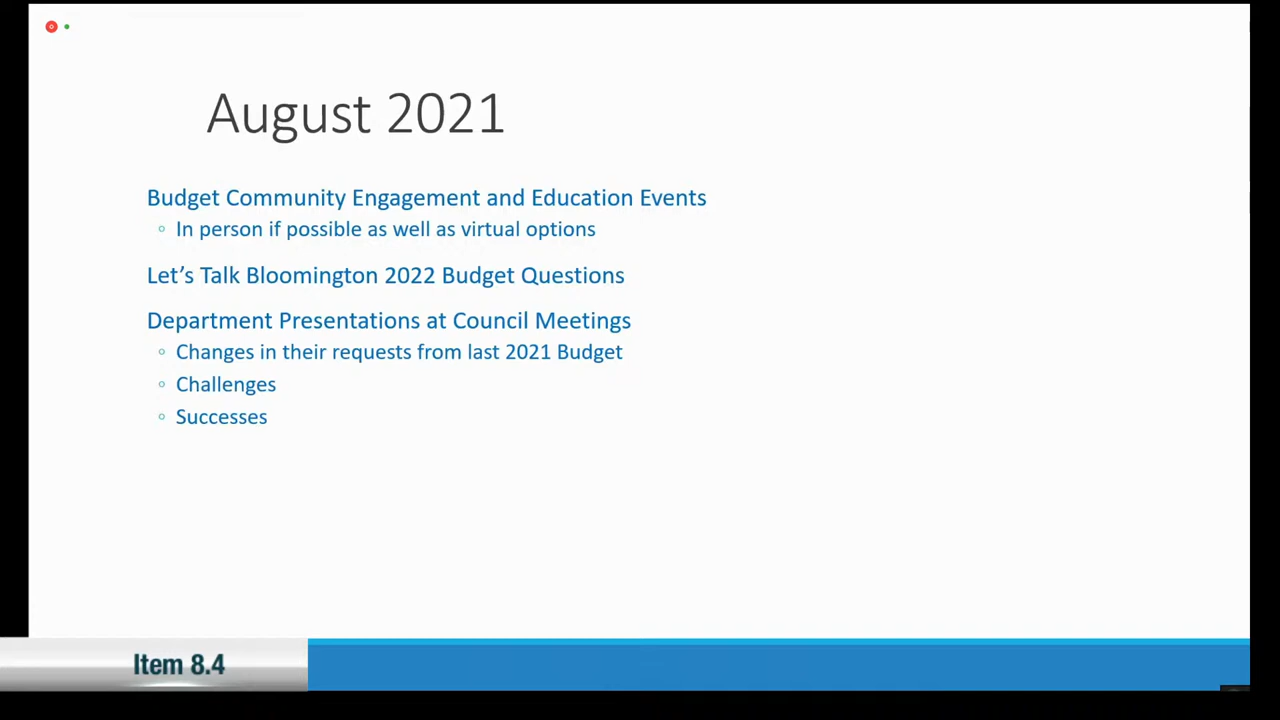 August 2021
Budget Community Engagement and Education Events
◦ In person if possible as well as virtual options
Let’s Talk Bloomington 2022 Budget Questions
Department Presentations at Council Meetings
◦ Changes in their requests from last 2021 Budget
◦ Challenges
◦ Successes
Item 8.4